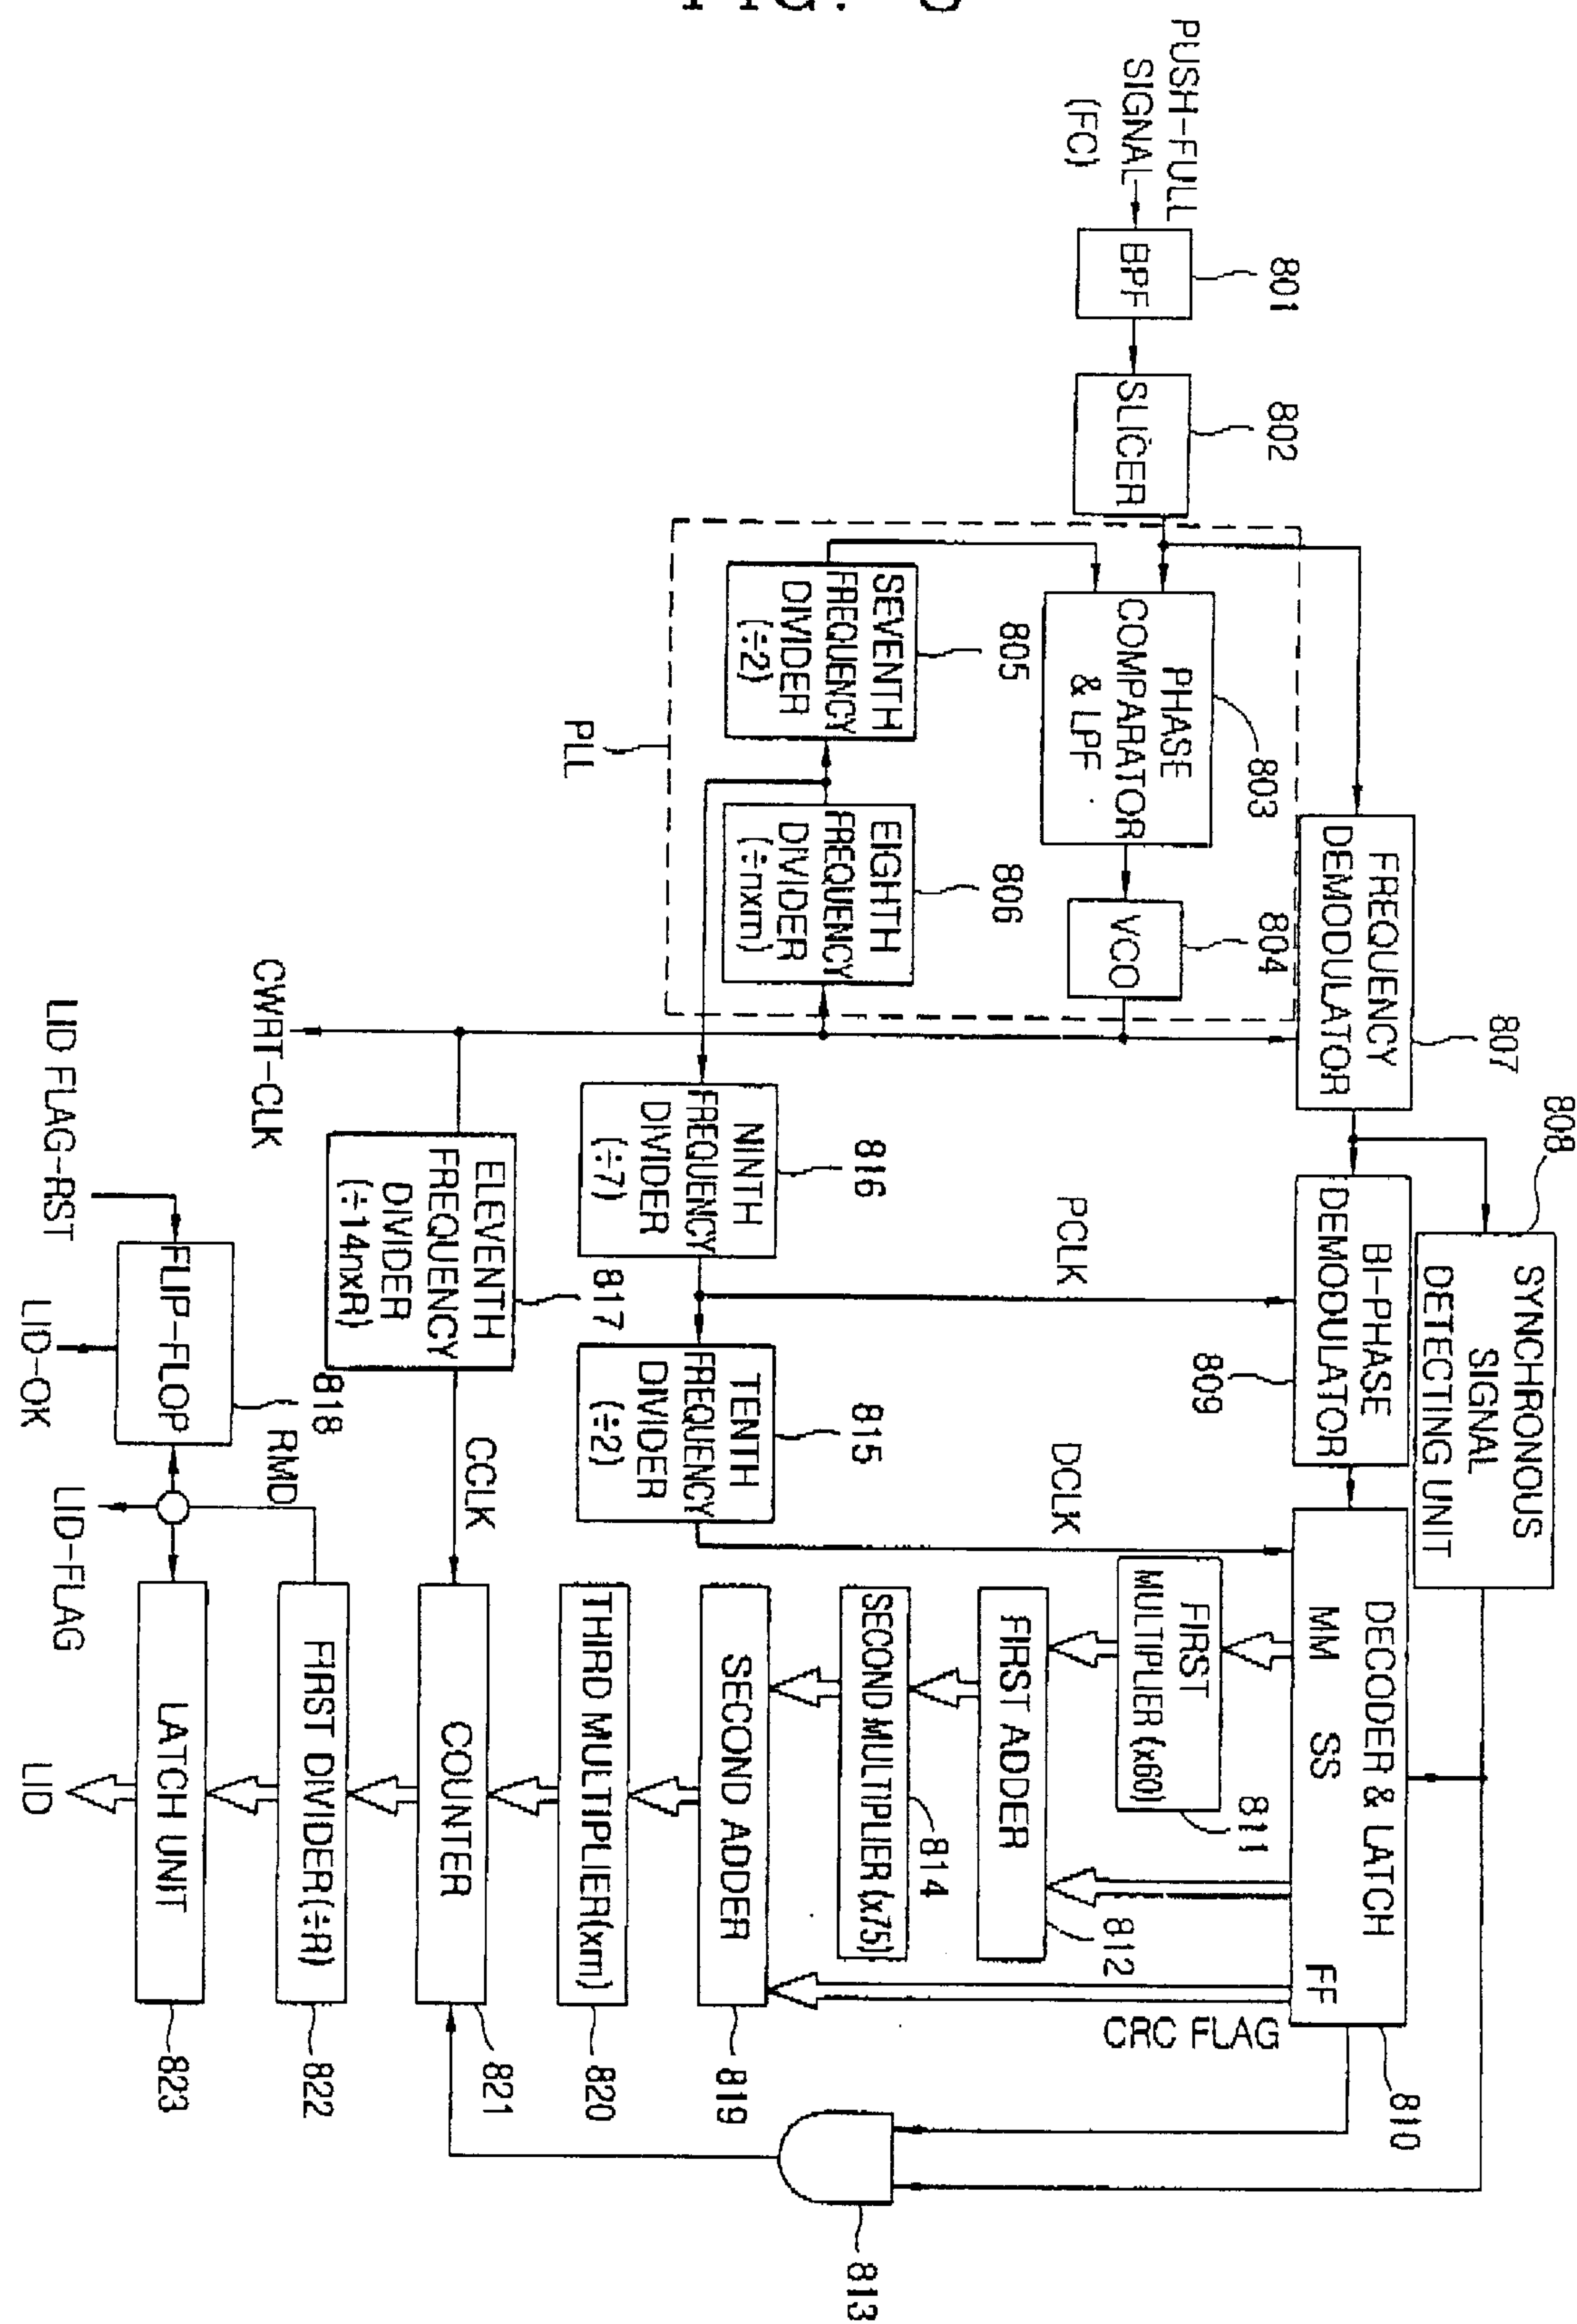 FIG. 8
PUSH-FULL
SIGNAL
(FC)
801
BPF
802
SLICER
803
PHASE
COMPARATOR
& LPF
804
VCO
805
SEVENTH
FREQUENCY
DIVIDER
(÷2)
806
EIGHTH
FREQUENCY
DIVIDER
(÷nxm)
PLL
807
FREQUENCY
DEMODULATOR
808
SYNCHRONOUS
SIGNAL
DETECTING UNIT
BI-PHASE
DEMODULATOR
809
PCLK
DCLK
816
NINTH
FREQUENCY
DIVIDER
(÷7)
815
TENTH
FREQUENCY
DIVIDER
(÷2)
CWRT-CLK
ELEVENTH
FREQUENCY
DIVIDER
(÷14nxR)
817
CCLK
LID FLAG-RST
FLIP-FLOP
818
LID-OK
RMD
LID-FLAG
DECODER & LATCH
MM SS FF
810
CRC FLAG
FIRST
MULTIPLIER (x60)
811
FIRST ADDER
812
SECOND MULTIPLIER (x75)
814
SECOND ADDER
819
THIRD MULTIPLIER(xm)
820
COUNTER
821
FIRST DIVIDER(÷R)
822
LATCH UNIT
823
LID
813